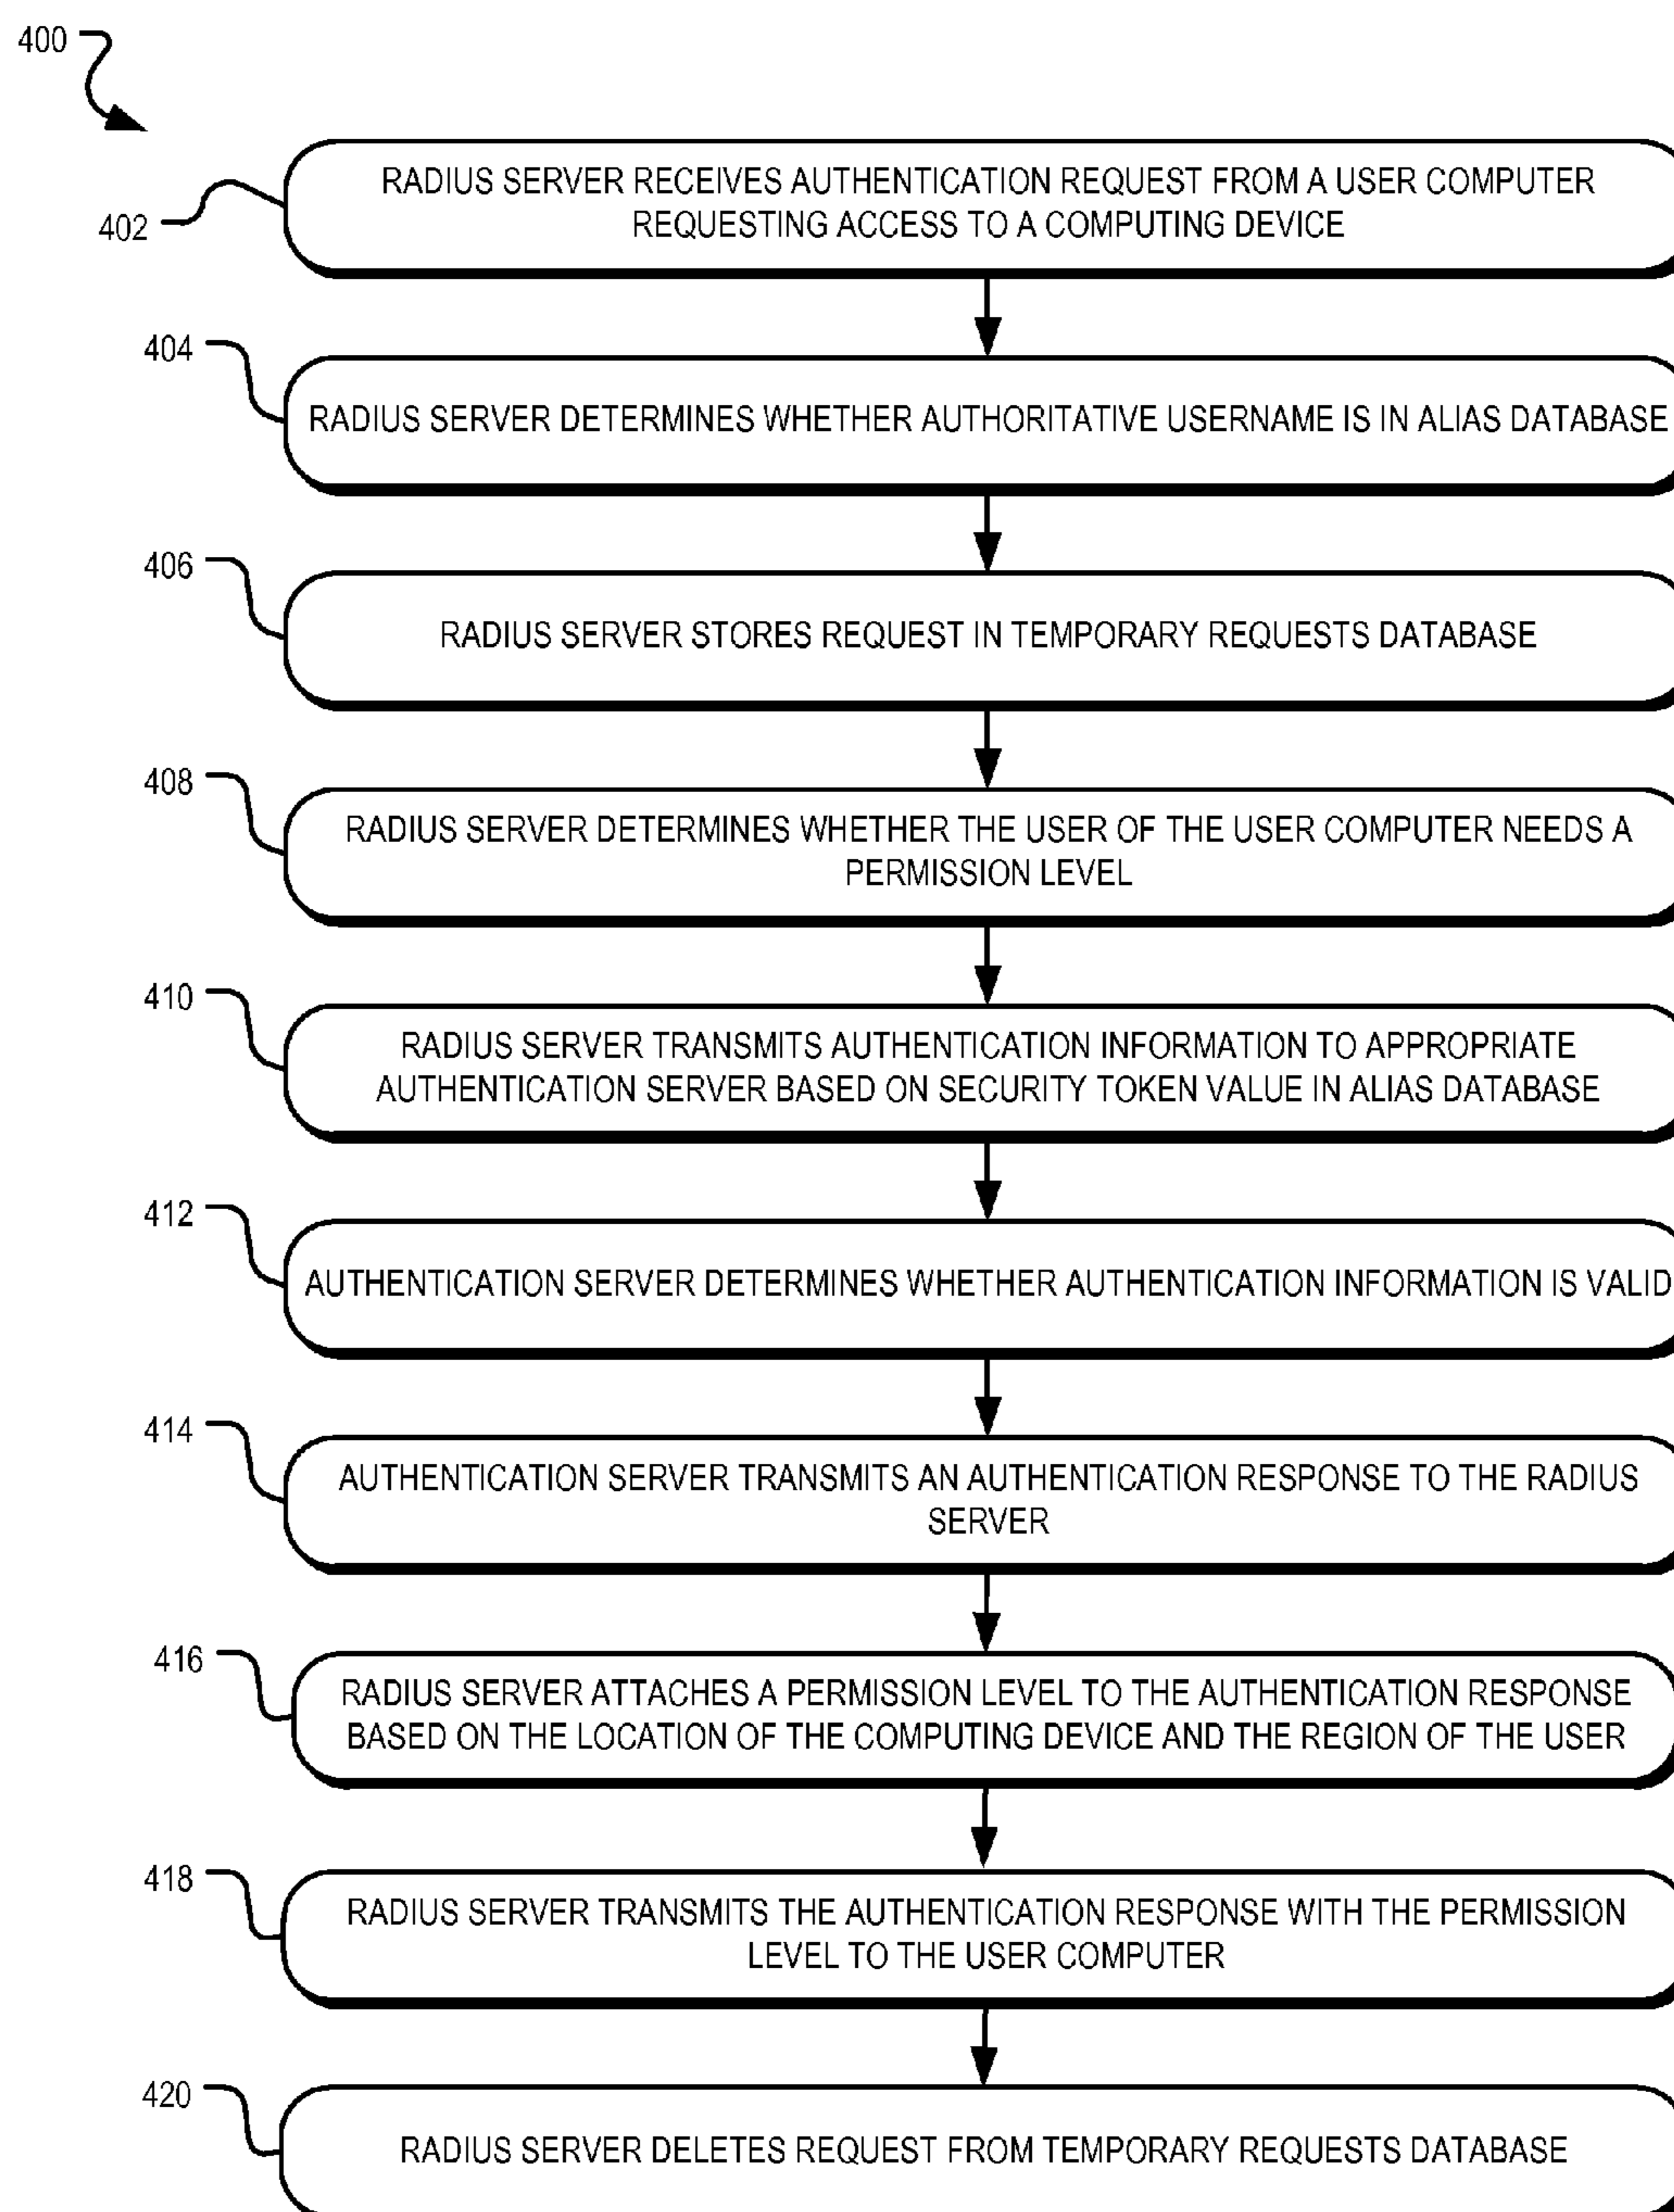 400
RADIUS SERVER RECEIVES AUTHENTICATION REQUEST FROM A USER COMPUTER
REQUESTING ACCESS TO A COMPUTING DEVICE
402
404
RADIUS SERVER DETERMINES WHETHER AUTHORITATIVE USERNAME IS IN ALIAS DATABASE
406
RADIUS SERVER STORES REQUEST IN TEMPORARY REQUESTS DATABASE
408
RADIUS SERVER DETERMINES WHETHER THE USER OF THE USER COMPUTER NEEDS A
PERMISSION LEVEL
410
RADIUS SERVER TRANSMITS AUTHENTICATION INFORMATION TO APPROPRIATE
AUTHENTICATION SERVER BASED ON SECURITY TOKEN VALUE IN ALIAS DATABASE
412
AUTHENTICATION SERVER DETERMINES WHETHER AUTHENTICATION INFORMATION IS VALID
414
AUTHENTICATION SERVER TRANSMITS AN AUTHENTICATION RESPONSE TO THE RADIUS
SERVER
416
RADIUS SERVER ATTACHES A PERMISSION LEVEL TO THE AUTHENTICATION RESPONSE
BASED ON THE LOCATION OF THE COMPUTING DEVICE AND THE REGION OF THE USER
418
RADIUS SERVER TRANSMITS THE AUTHENTICATION RESPONSE WITH THE PERMISSION
LEVEL TO THE USER COMPUTER
420
RADIUS SERVER DELETES REQUEST FROM TEMPORARY REQUESTS DATABASE